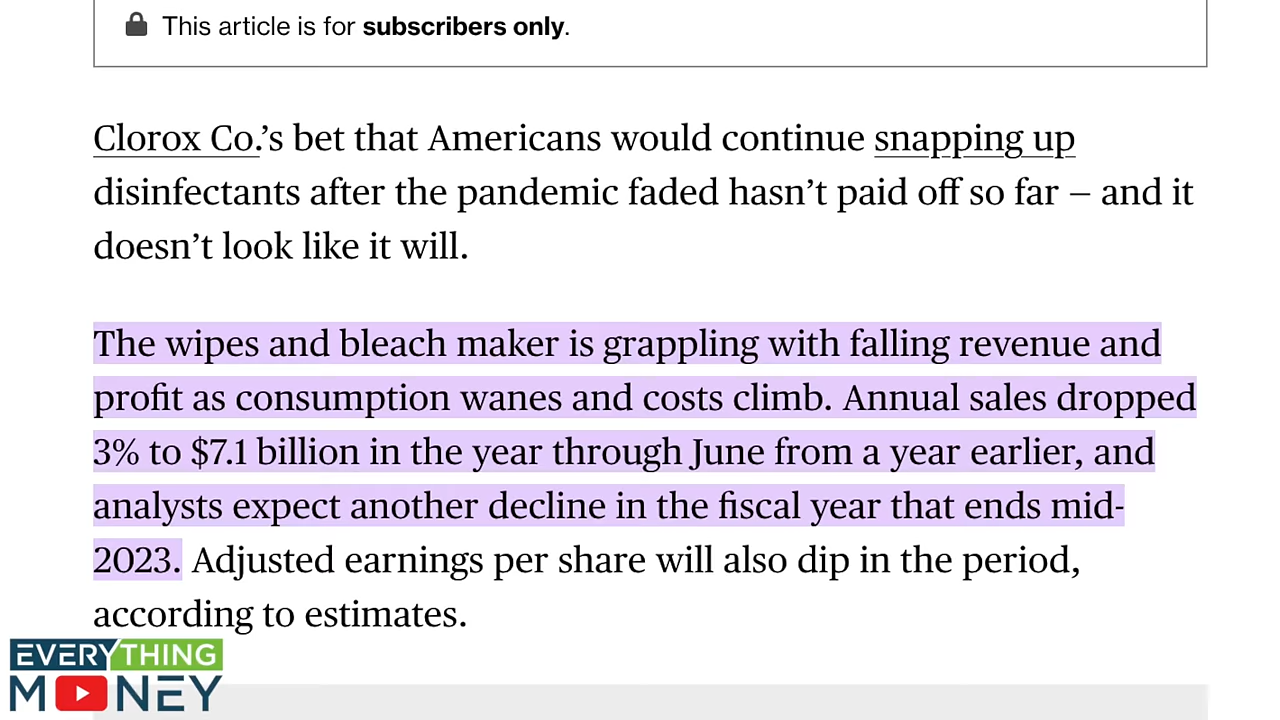 This article is for subscribers only.
Clorox Co.’s bet that Americans would continue snapping up
disinfectants after the pandemic faded hasn’t paid off so far — and it
doesn’t look like it will.
The wipes and bleach maker is grappling with falling revenue and
profit as consumption wanes and costs climb. Annual sales dropped
3% to $7.1 billion in the year through June from a year earlier, and
analysts expect another decline in the fiscal year that ends mid-
2023. Adjusted earnings per share will also dip in the period,
according to estimates.
EVERYTHING
MONEY